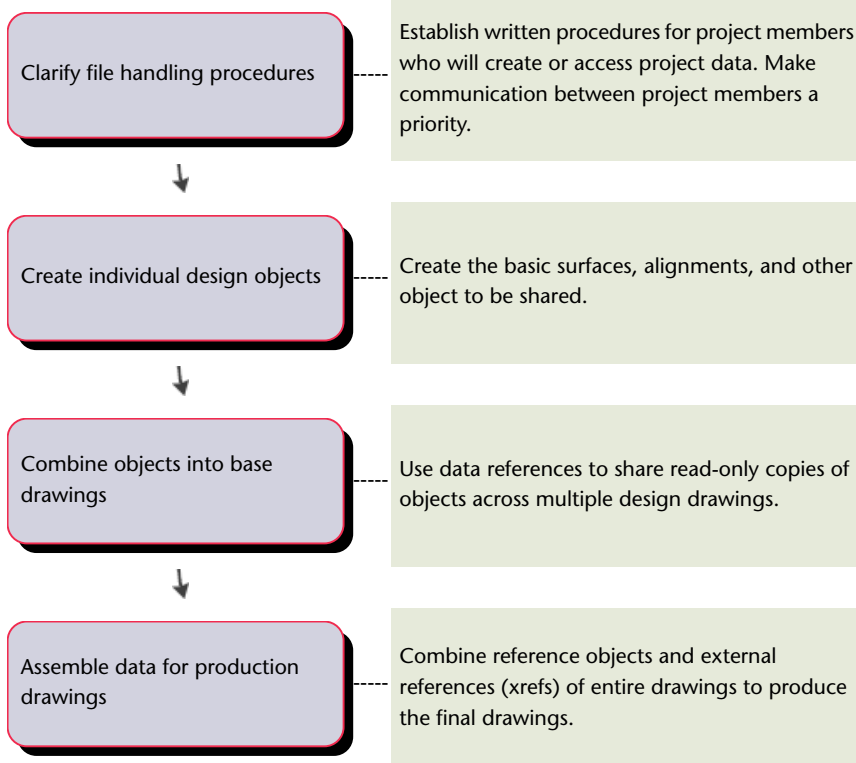 Clarify file handling procedures
Establish written procedures for project members
who will create or access project data. Make
communication between project members a
priority.
Create individual design objects
Create the basic surfaces, alignments, and other
object to be shared.
Combine objects into base
drawings
Use data references to share read-only copies of
objects across multiple design drawings.
Assemble data for production
drawings
Combine reference objects and external
references (xrefs) of entire drawings to produce
the final drawings.